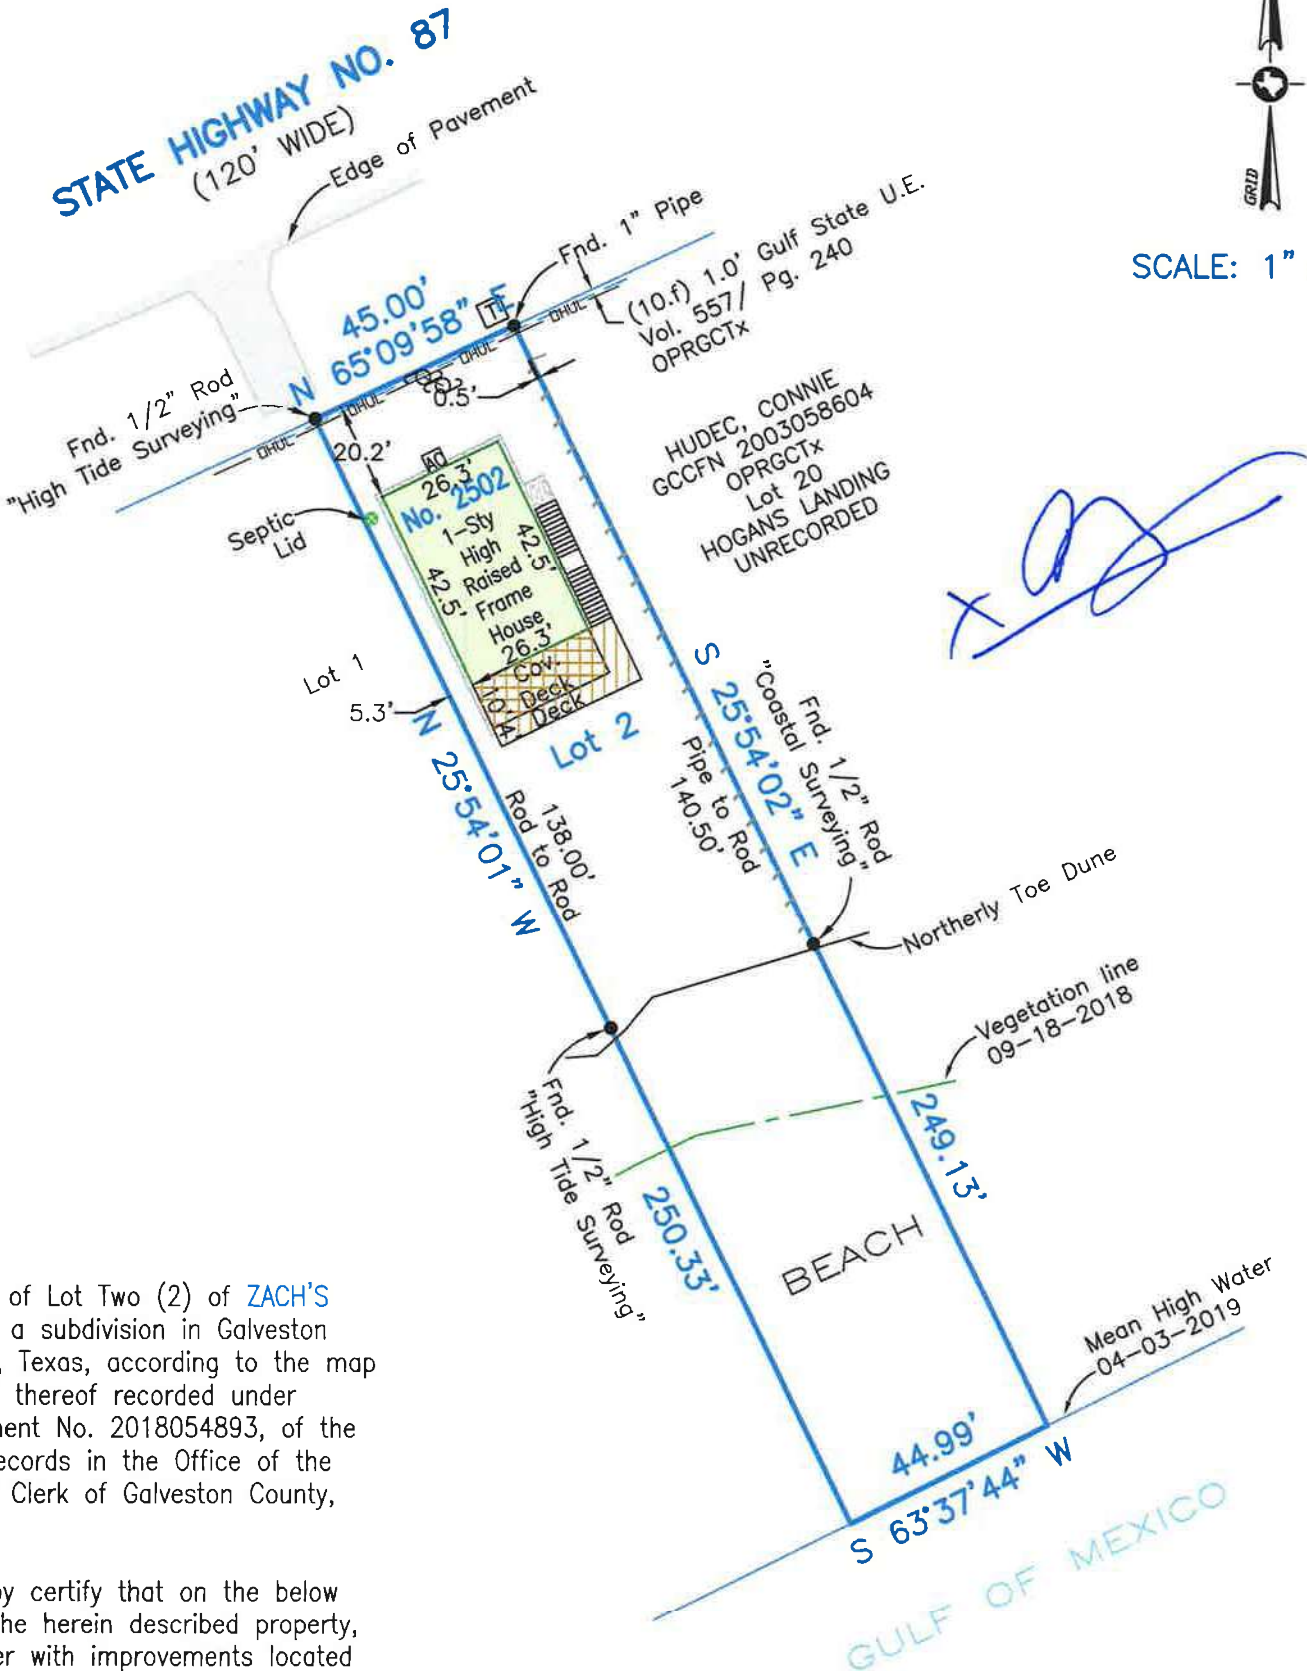 STATE HIGHWAY NO. 87
(120' WIDE)
Edge of Pavement
GRID
SCALE: 1"
Fnd. 1" Pipe
(10.f) 1.0' Gulf State U.E.
Vol. 557/ Pg. 240
OPRGCTx
45.00'
N 65°09'58" E
T
OHUL
OHUL
OHUL
OHUL
0.5'
Fnd. 1/2" Rod
"High Tide Surveying"
20.2'
HUDEC, CONNIE
GCCFN 2003058604
OPRGCTx
Lot 20
HOGANS LANDING
UNRECORDED
Septic
Lid
26.3'
No. 2502
1-Sty
High
Raised
Frame
House
42.5'
42.5'
26.3'
Cov.
Deck
Deck
Lot 1
5.3'
Lot 2
N 25°54'01" W
138.00'
Rod to Rod
S 25°54'02" E
Pipe to Rod
140.50'
Fnd. 1/2" Rod
"Coastal Surveying"
Northerly Toe Dune
Vegetation line
09-18-2018
Fnd. 1/2" Rod
"High Tide Surveying"
249.13'
250.33'
BEACH
Mean High Water
04-03-2019
44.99'
S 63°37'44" W
GULF OF MEXICO
of Lot Two (2) of ZACH'S
a subdivision in Galveston
, Texas, according to the map
thereof recorded under
ment No. 2018054893, of the
ecords in the Office of the
Clerk of Galveston County,
by certify that on the below
he herein described property,
er with improvements located